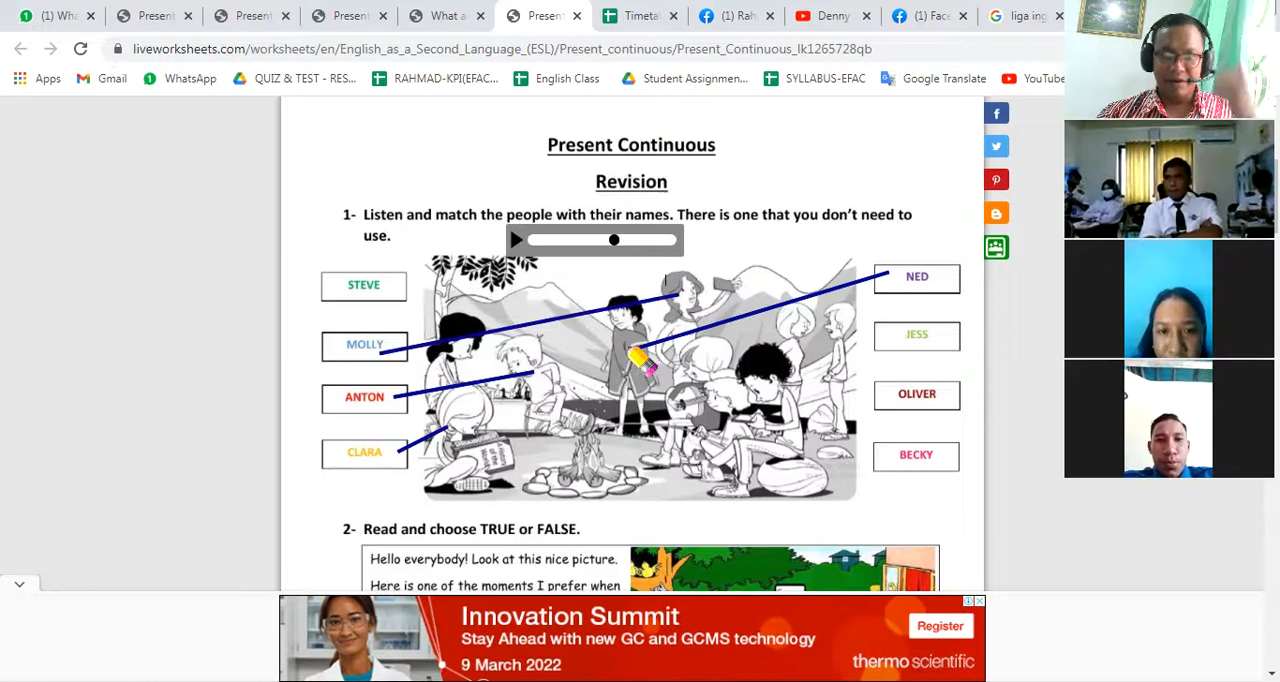 (1) Wha
Present
Present
Present
What a
Presen
Timetal
(1) Rah
Denny
(1) Face
liga ing
liveworksheets.com/worksheets/en/English_as_a_Second_Language_(ESL)/Present_continuous/Present_Continuous_lk1265728qb
Apps
Gmail
WhatsApp
QUIZ & TEST - RES...
RAHMAD-KPI(EFAC...
English Class
Student Assignmen...
SYLLABUS-EFAC
Google Translate
YouTube
Present Continuous
Revision
1- Listen and match the people with their names. There is one that you don't need to
use.
STEVE
MOLLY
ANTON
CLARA
NED
JESS
OLIVER
BECKY
2- Read and choose TRUE or FALSE.
Hello everybody! Look at this nice picture.
Here is one of the moments I prefer when
Innovation Summit
Stay Ahead with new GC and GCMS technology
9 March 2022
Register
thermo scientific